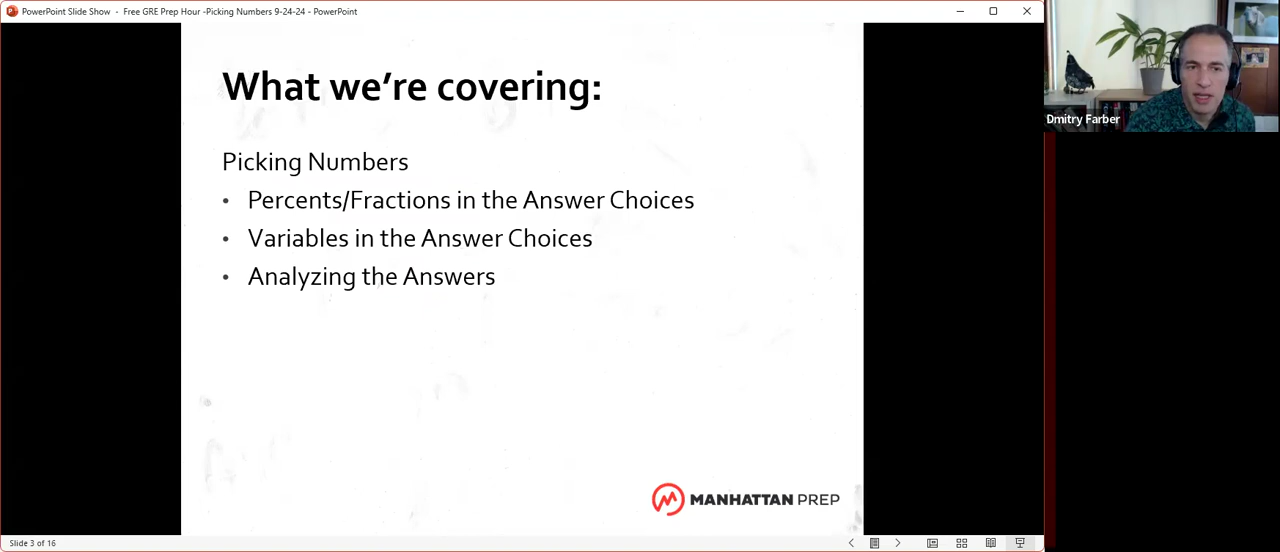 PowerPoint Slide Show - Free GRE Prep Hour -Picking Numbers 9-24-24 - PowerPoint
What we're covering:
Picking Numbers
• Percents/Fractions in the Answer Choices
• Variables in the Answer Choices
• Analyzing the Answers
MANHATTAN PREP
Slide 3 of 16
Dmitry Farber